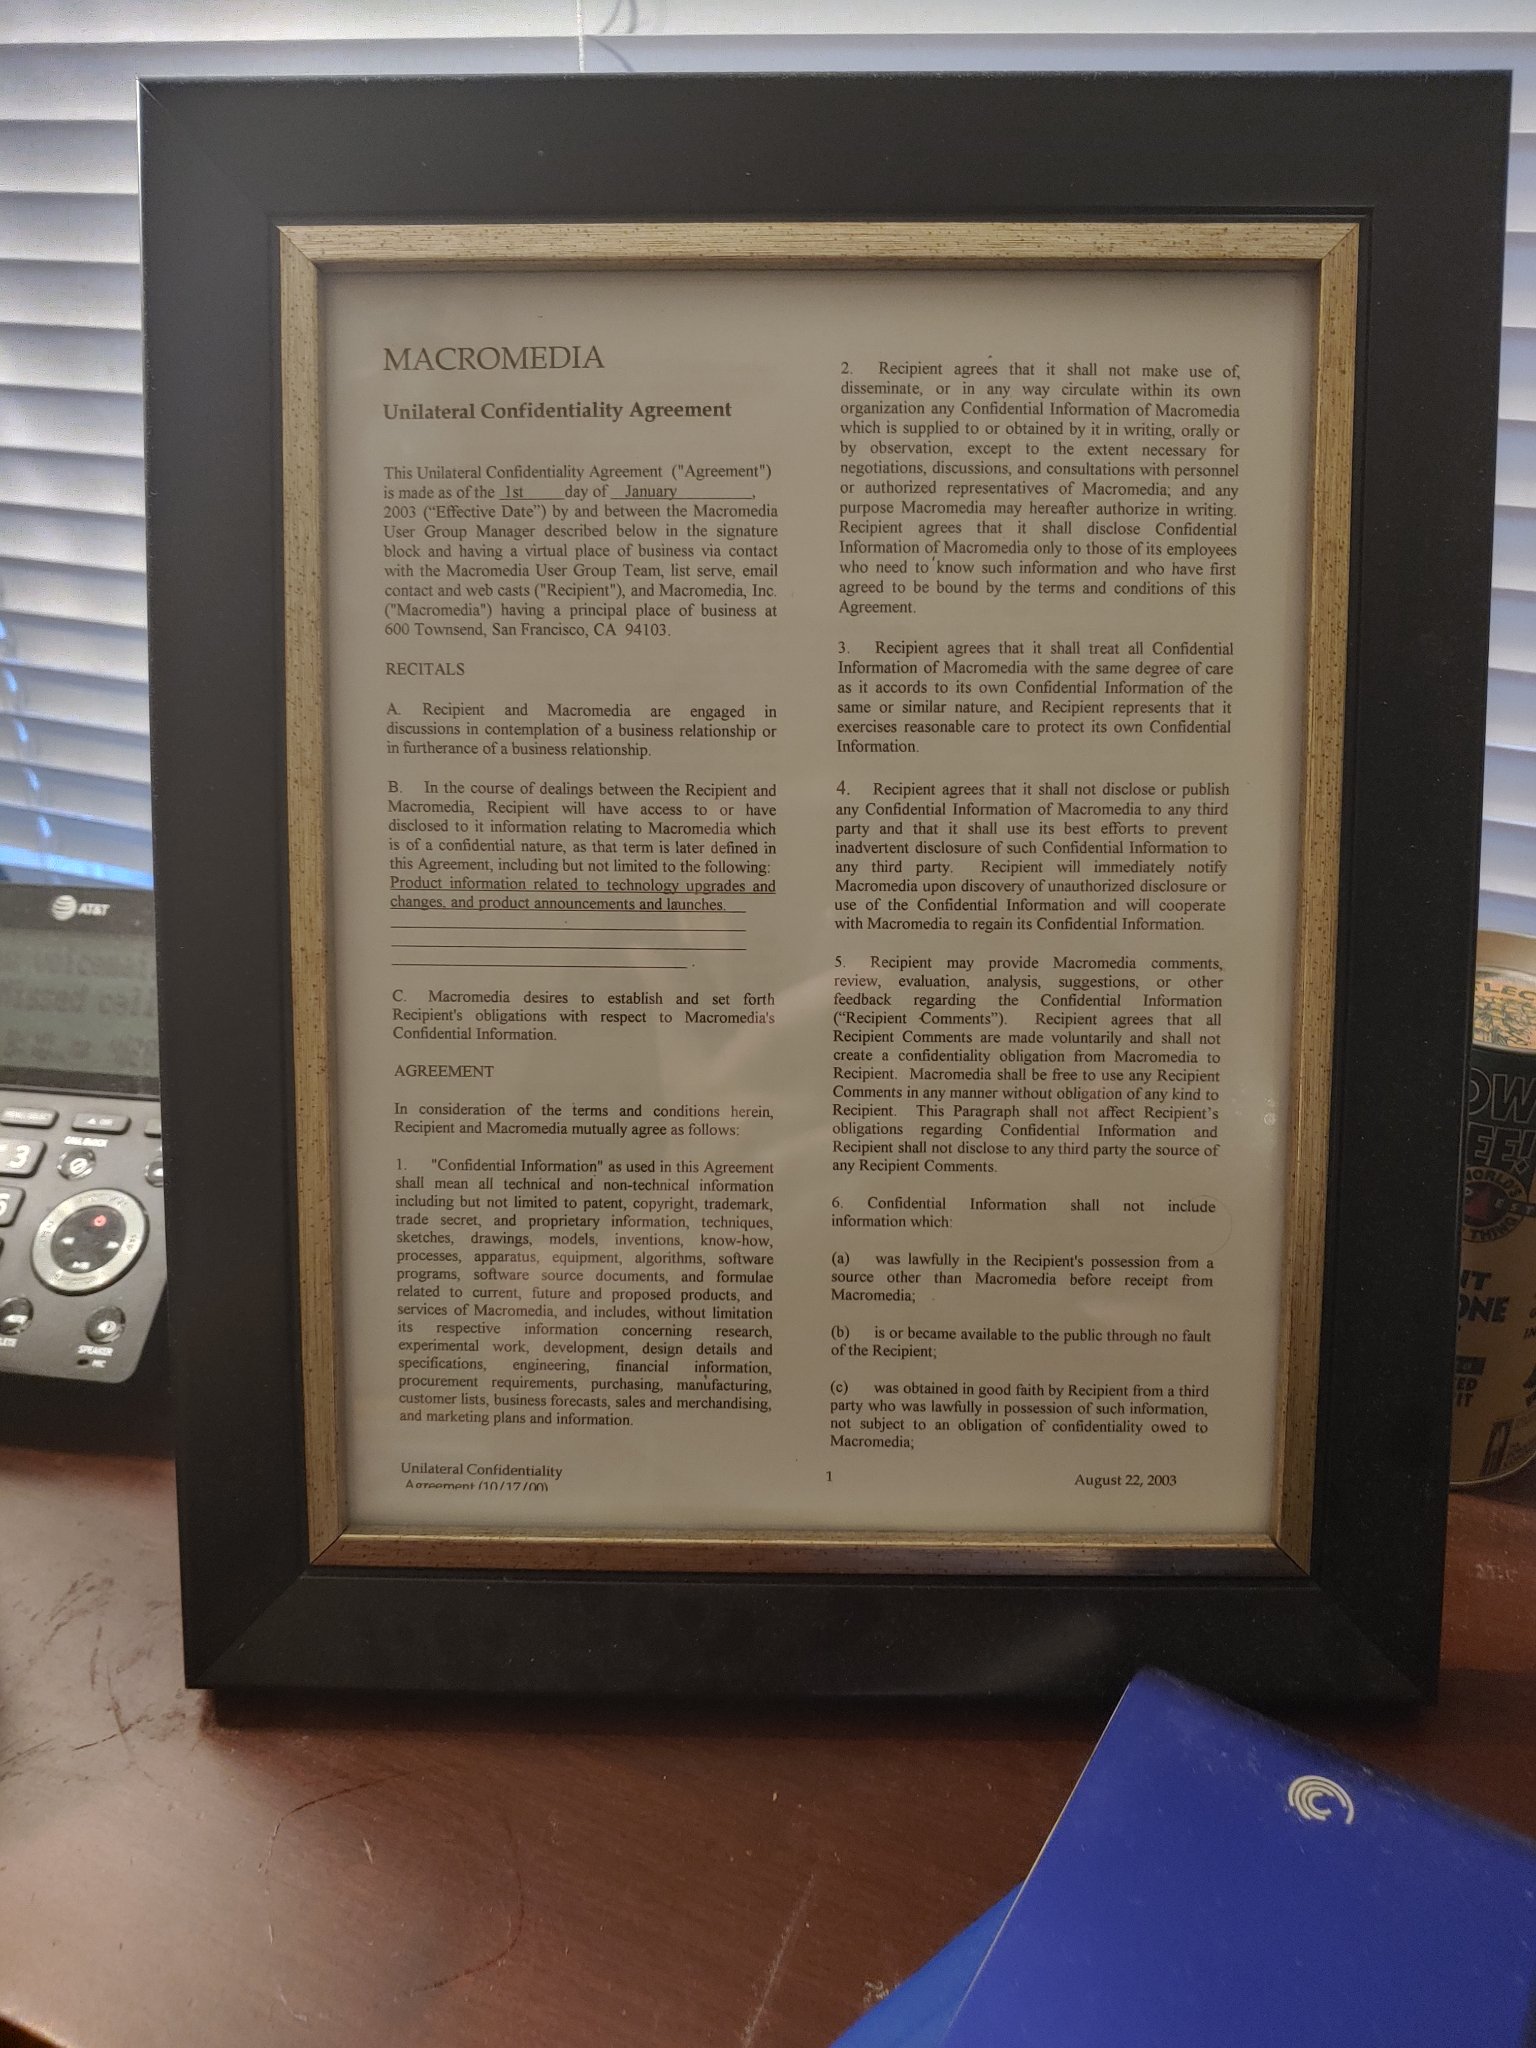 MACROMEDIA
Unilateral Confidentiality Agreement
This Unilateral Confidentiality Agreement ("Agreement")
is made as of the 1st day of January ,
2003 (“Effective Date”) by and between the Macromedia
User Group Manager described below in the signature
block and having a virtual place of business via contact
with the Macromedia User Group Team, list serve, email
contact and web casts ("Recipient"), and Macromedia, Inc.
("Macromedia") having a principal place of business at
600 Townsend, San Francisco, CA 94103.
RECITALS
A. Recipient and Macromedia are engaged in
discussions in contemplation of a business relationship or
in furtherance of a business relationship.
B. In the course of dealings between the Recipient and
Macromedia, Recipient will have access to or have
disclosed to it information relating to Macromedia which
is of a confidential nature, as that term is later defined in
this Agreement, including but not limited to the following:
Product information related to technology upgrades and
changes, and product announcements and launches.
C. Macromedia desires to establish and set forth
Recipient's obligations with respect to Macromedia's
Confidential Information.
AGREEMENT
In consideration of the terms and conditions herein,
Recipient and Macromedia mutually agree as follows:
1. "Confidential Information" as used in this Agreement
shall mean all technical and non-technical information
including but not limited to patent, copyright, trademark,
trade secret, and proprietary information, techniques,
sketches, drawings, models, inventions, know-how,
processes, apparatus, equipment, algorithms, software
programs, software source documents, and formulae
related to current, future and proposed products, and
services of Macromedia, and includes, without limitation
its respective information concerning research,
experimental work, development, design details and
specifications, engineering, financial information,
procurement requirements, purchasing, manufacturing,
customer lists, business forecasts, sales and merchandising,
and marketing plans and information.
2. Recipient agrees that it shall not make use of,
disseminate, or in any way circulate within its own
organization any Confidential Information of Macromedia
which is supplied to or obtained by it in writing, orally or
by observation, except to the extent necessary for
negotiations, discussions, and consultations with personnel
or authorized representatives of Macromedia; and any
purpose Macromedia may hereafter authorize in writing.
Recipient agrees that it shall disclose Confidential
Information of Macromedia only to those of its employees
who need to know such information and who have first
agreed to be bound by the terms and conditions of this
Agreement.
3. Recipient agrees that it shall treat all Confidential
Information of Macromedia with the same degree of care
as it accords to its own Confidential Information of the
same or similar nature, and Recipient represents that it
exercises reasonable care to protect its own Confidential
Information.
4. Recipient agrees that it shall not disclose or publish
any Confidential Information of Macromedia to any third
party and that it shall use its best efforts to prevent
inadvertent disclosure of such Confidential Information to
any third party. Recipient will immediately notify
Macromedia upon discovery of unauthorized disclosure or
use of the Confidential Information and will cooperate
with Macromedia to regain its Confidential Information.
5. Recipient may provide Macromedia comments,
review, evaluation, analysis, suggestions, or other
feedback regarding the Confidential Information
(“Recipient Comments”). Recipient agrees that all
Recipient Comments are made voluntarily and shall not
create a confidentiality obligation from Macromedia to
Recipient. Macromedia shall be free to use any Recipient
Comments in any manner without obligation of any kind to
Recipient. This Paragraph shall not affect Recipient’s
obligations regarding Confidential Information and
Recipient shall not disclose to any third party the source of
any Recipient Comments.
6. Confidential Information shall not include
information which:
(a) was lawfully in the Recipient's possession from a
source other than Macromedia before receipt from
Macromedia;
(b) is or became available to the public through no fault
of the Recipient;
(c) was obtained in good faith by Recipient from a third
party who was lawfully in possession of such information,
not subject to an obligation of confidentiality owed to
Macromedia;
Unilateral Confidentiality
Agreement (10/17/00)
1
August 22, 2003
AT&T
3
SPEAKER
MIC